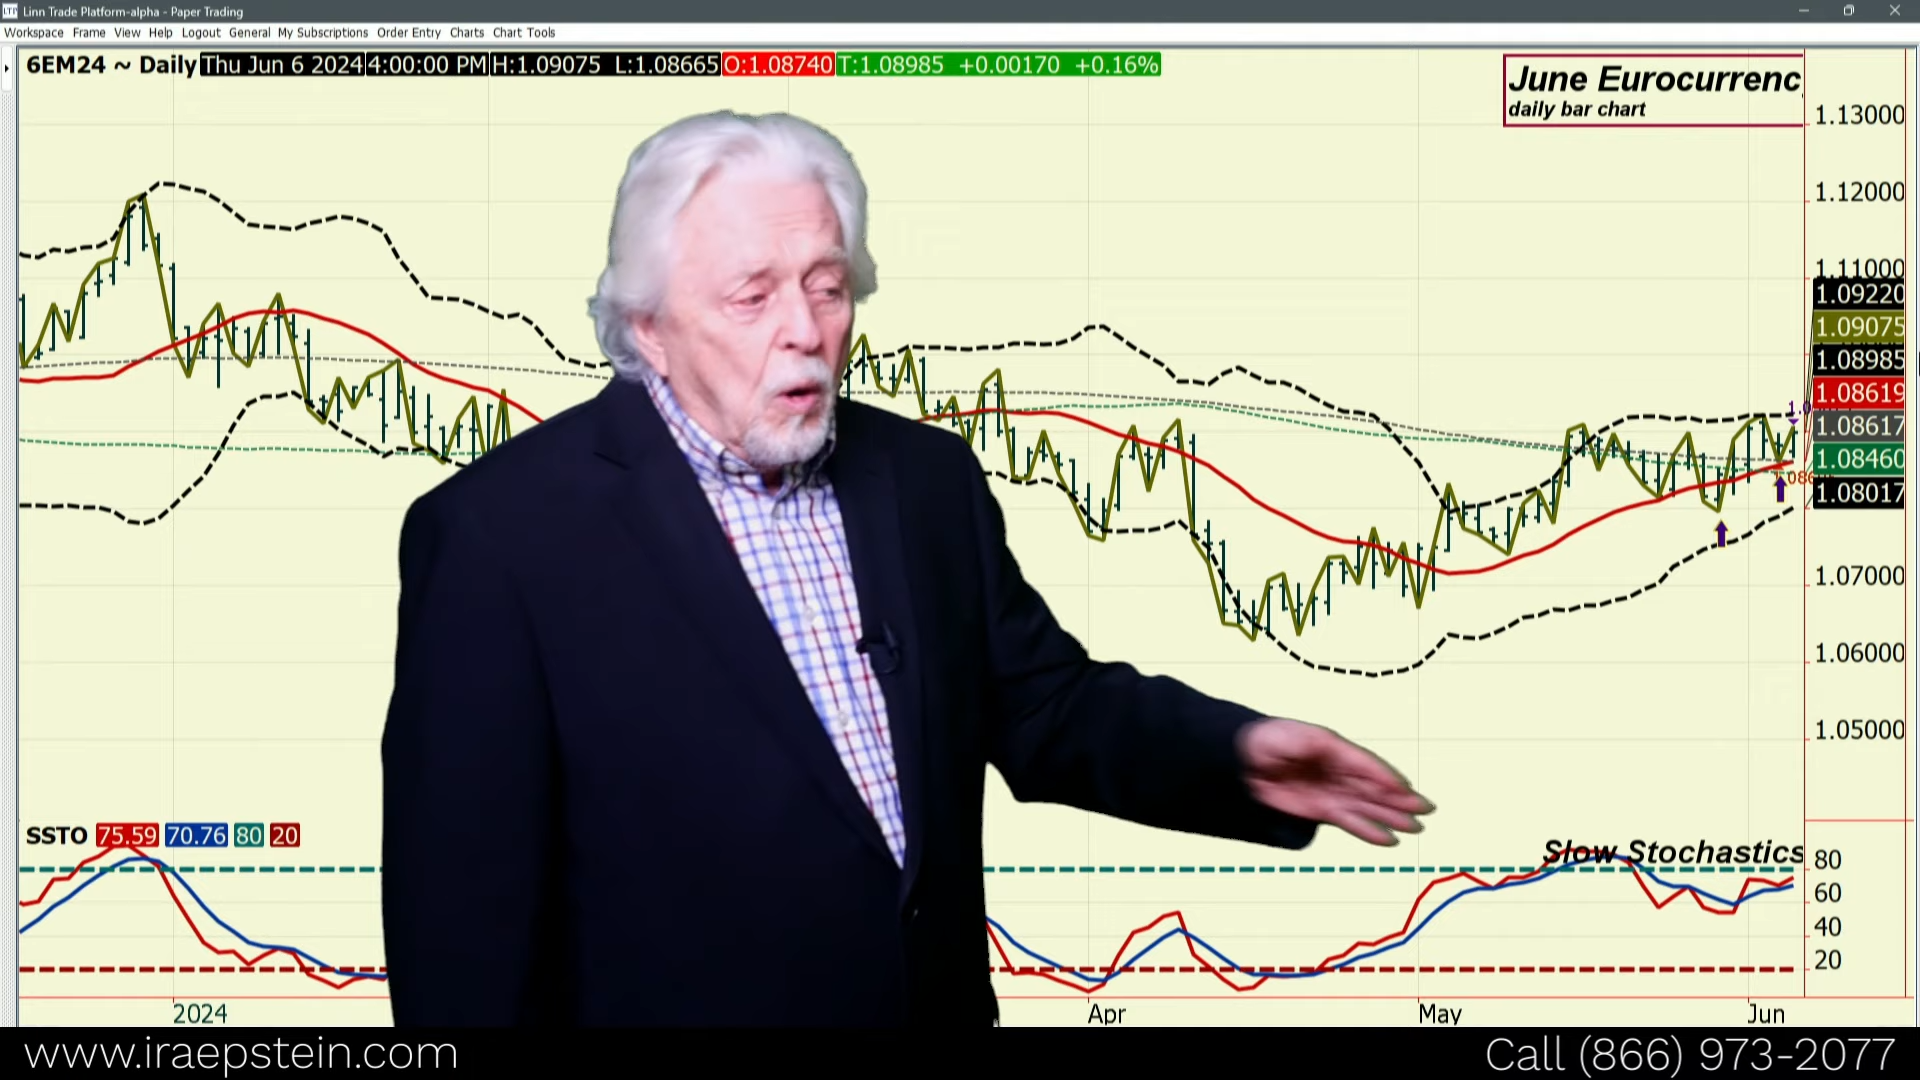 Linn Trade Platform-alpha - Paper Trading
Workspace Frame View Help Logout General My Subscriptions Order Entry Charts Chart Tools
6EM24 ~ Daily Thu Jun 6 2024 4:00:00 PM H:1.09075 L:1.08665 O:1.08740 T:1.08985 +0.00170 +0.16%
June Eurocurrenc
daily bar chart
1.13000
1.12000
1.11000
1.09220
1.09075
1.08985
1.08619
1.08617
1.08460
1.08017
1.07000
1.06000
1.05000
SSTO 75.59 70.76 80 20
Slow Stochastics
80
60
40
20
2024 Apr May Jun
www.iraepstein.com Call (866) 973-2077